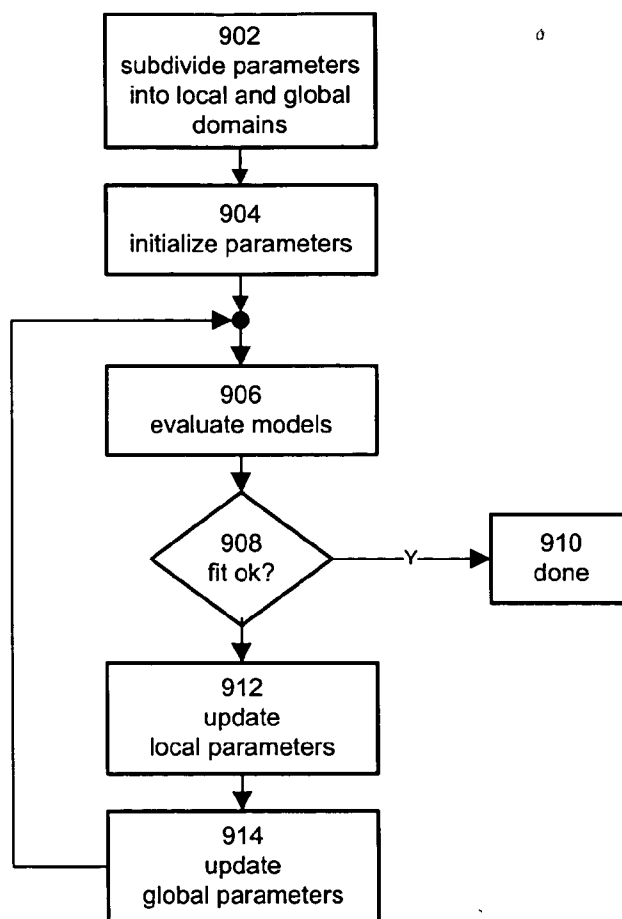 902
subdivide parameters
into local and global
domains
904
initialize parameters
906
evaluate models
908
fit ok?
Y
910
done
912
update
local parameters
914
update
global parameters